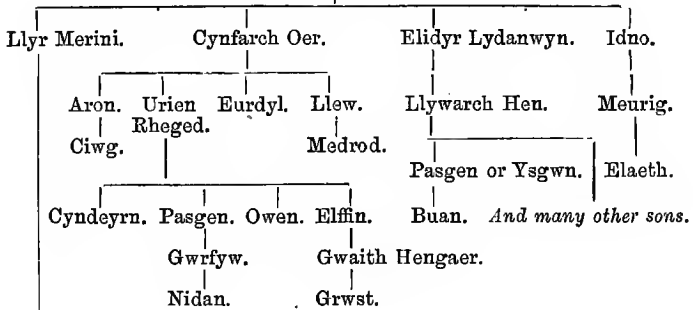 Llyr Merini. Cynfarch Oer. Elidyr Lydanwyn. Idno.
Aron. Urien Eurdyl. Llew. Llywarch Hen. Meurig.
Rheged.
Ciwg. Medrod.
Pasgen or Ysgwn. Elaeth.
Cyndeyrn. Pasgen. Owen. Elffin. Buan. And many other sons.
Gwrfyw. Gwaith Hengaer.
Nidan. Grwst.